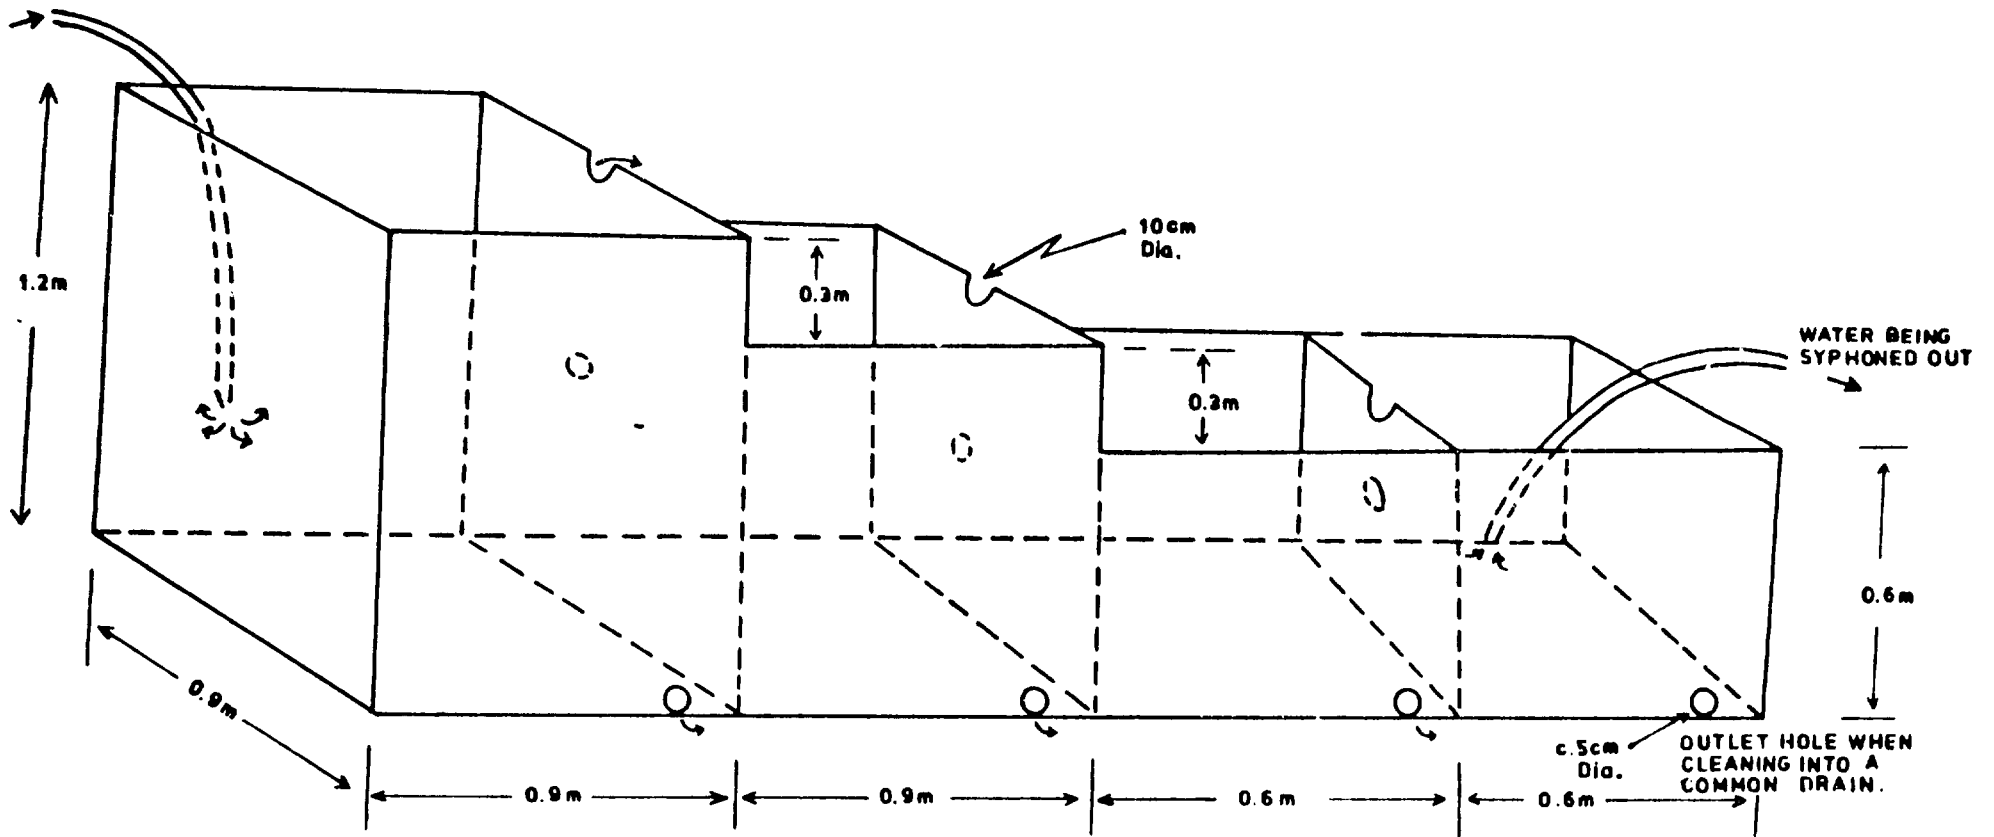 10cm
Dia.
1.2m
0.3m
WATER BEING
SYPHONED OUT
0.3m
0.6m
0.9m
c.5cm
Dia.
OUTLET HOLE WHEN
CLEANING INTO A
COMMON DRAIN.
0.9m
0.9m
0.6m
0.6m